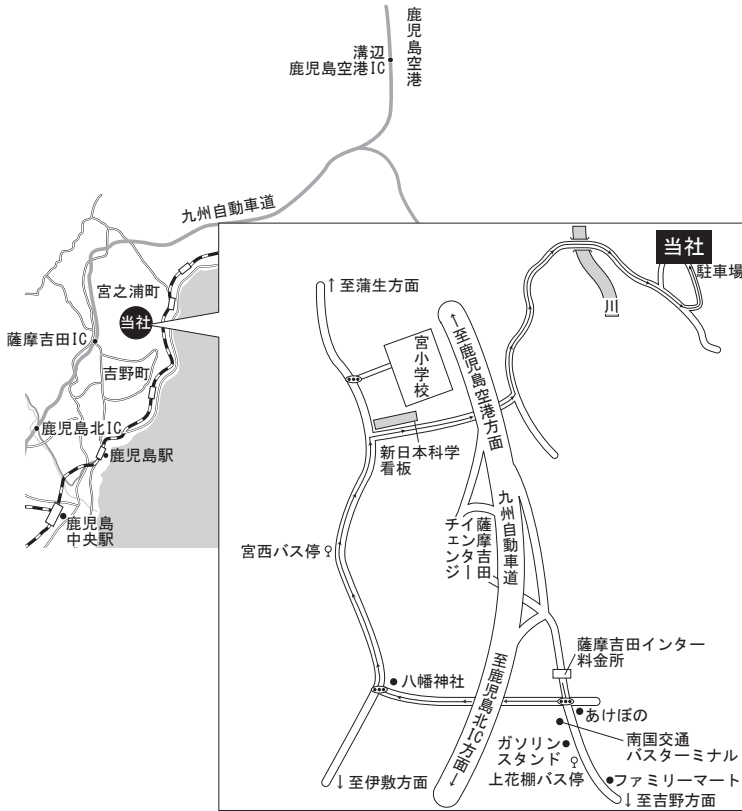 溝辺
鹿児島空港IC
鹿児島空港
九州自動車道
宮之浦町
当社
薩摩吉田IC
吉野町
鹿児島北IC
鹿児島駅
鹿児島
中央駅
当社
駐車場
川
↑至蒲生方面
宮小学校
↑至鹿児島空港方面
新日本科学
看板
九州自動車道
薩摩吉田
インター
チェンジ
宮西バス停
薩摩吉田インター
料金所
八幡神社
至鹿児島北IC方面↓
あけぼの
南国交通
バスターミナル
ガソリン
スタンド
上花棚バス停
ファミリーマート
↓至伊敷方面
↓至吉野方面